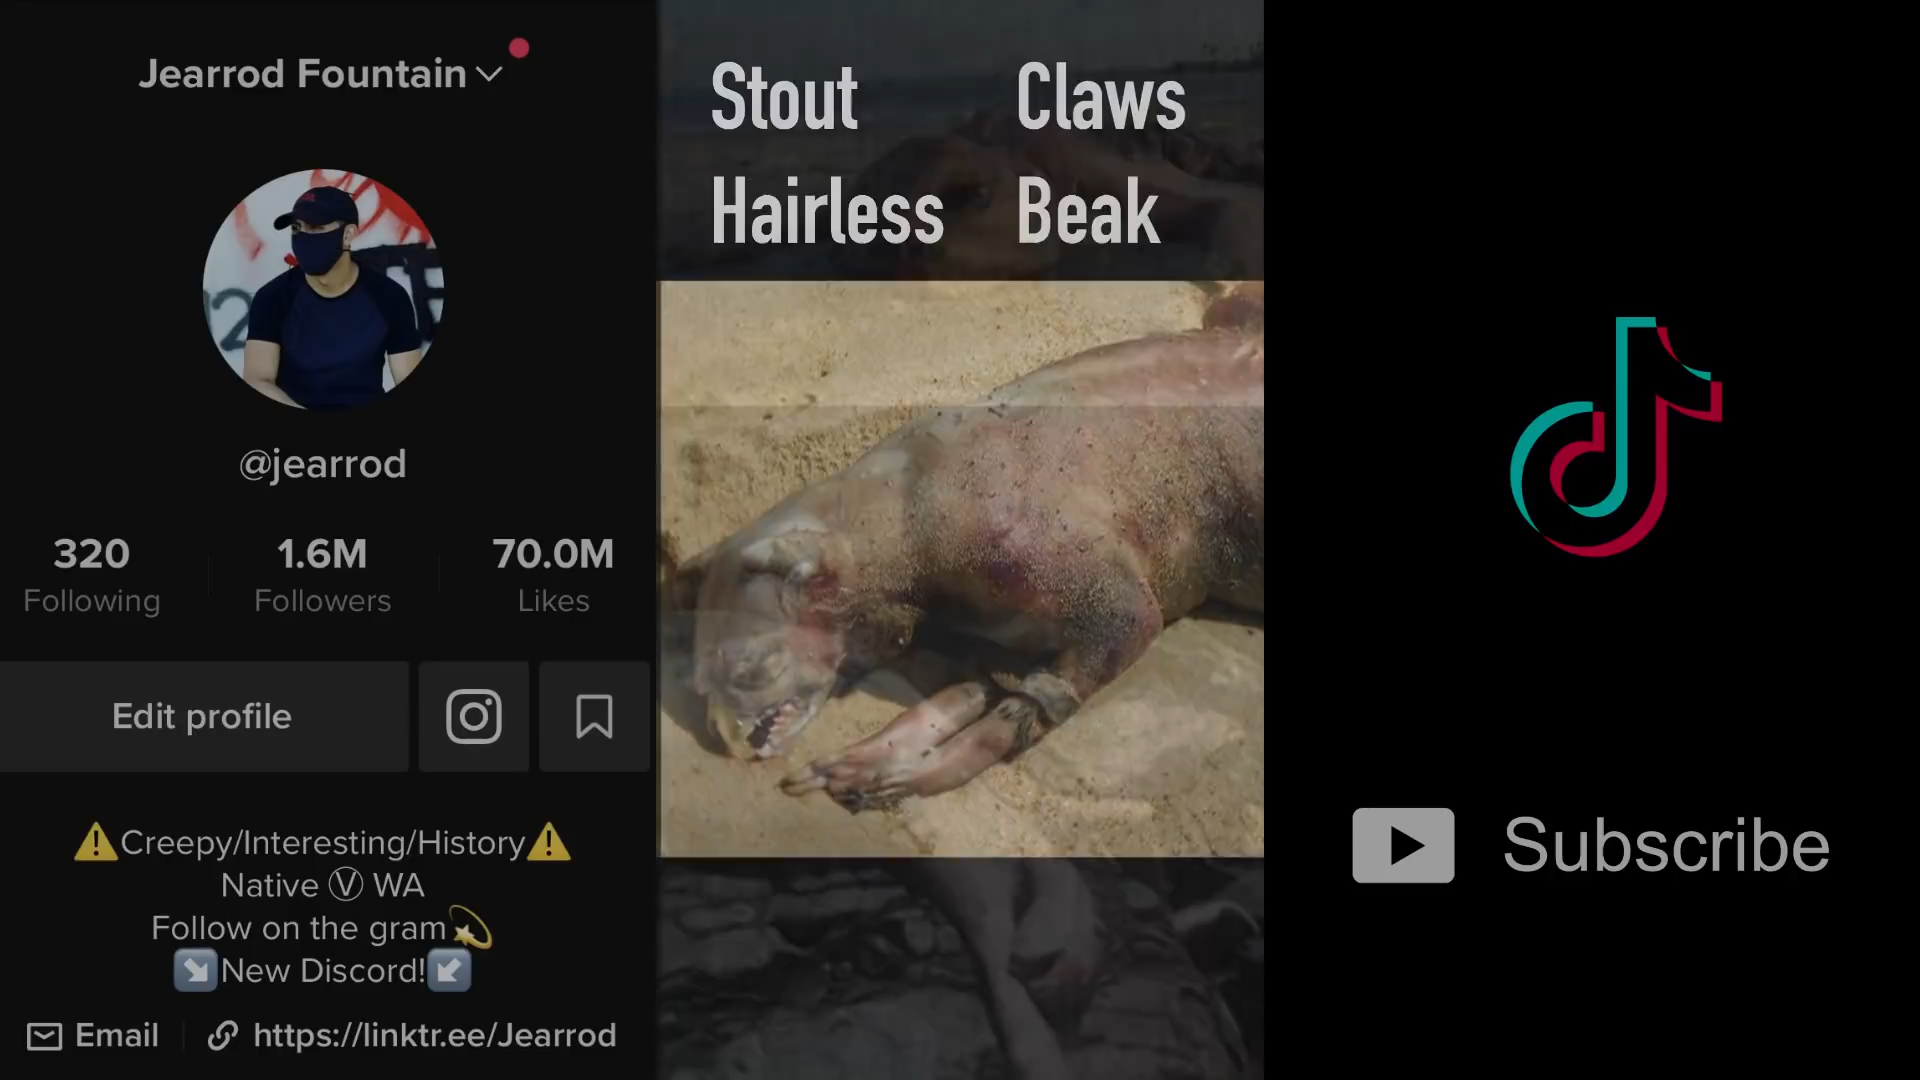 Jearrod Fountain
@jearrod
320
Following
1.6M
Followers
70.0M
Likes
Edit profile
⚠️Creepy/Interesting/History⚠️
Native Ⓥ WA
Follow on the gram💫
↘️New Discord!↙️
Email
https://linktr.ee/Jearrod
Stout
Claws
Hairless
Beak
Subscribe